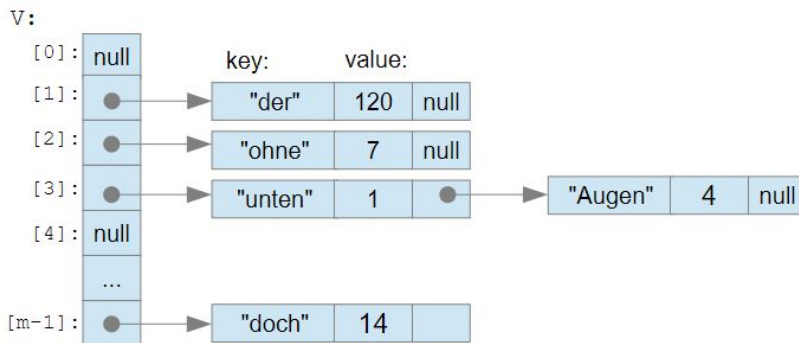 V:
key: value:
[0]: null
[1]: "der" 120 null
[2]: "ohne" 7 null
[3]: "unten" 1 "Augen" 4 null
[4]: null
...
[m-1]: "doch" 14